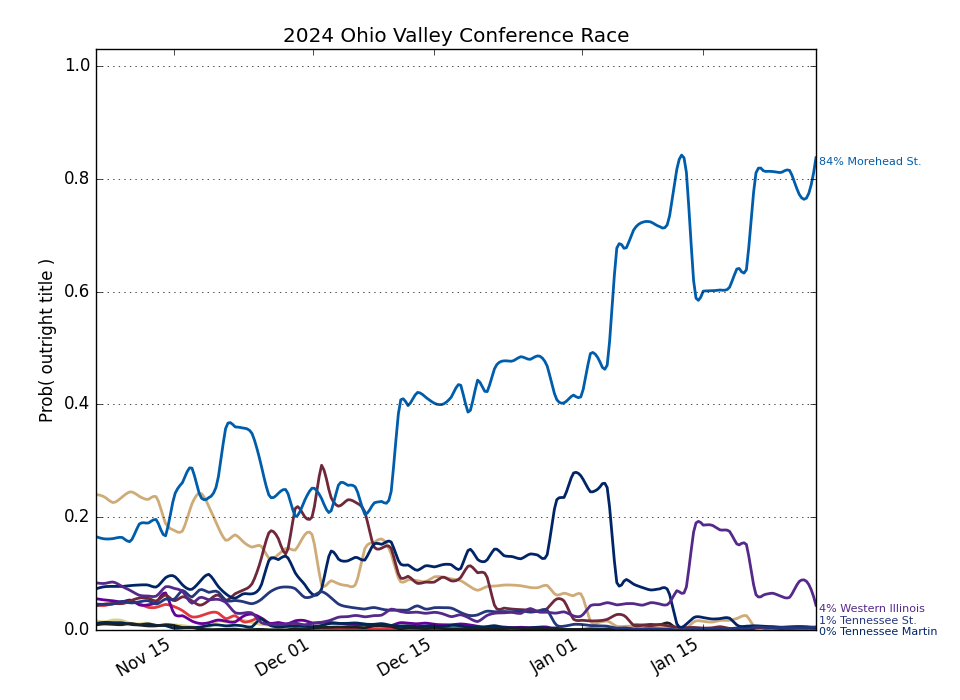 2024 Ohio Valley Conference Race
1.0
0.8
0.6
0.4
0.2
0.0
Prob( outright title )
Nov 15
Dec 01
Dec 15
Jan 01
Jan 15
84% Morehead St.
4% Western Illinois
1% Tennessee St.
0% Tennessee Martin